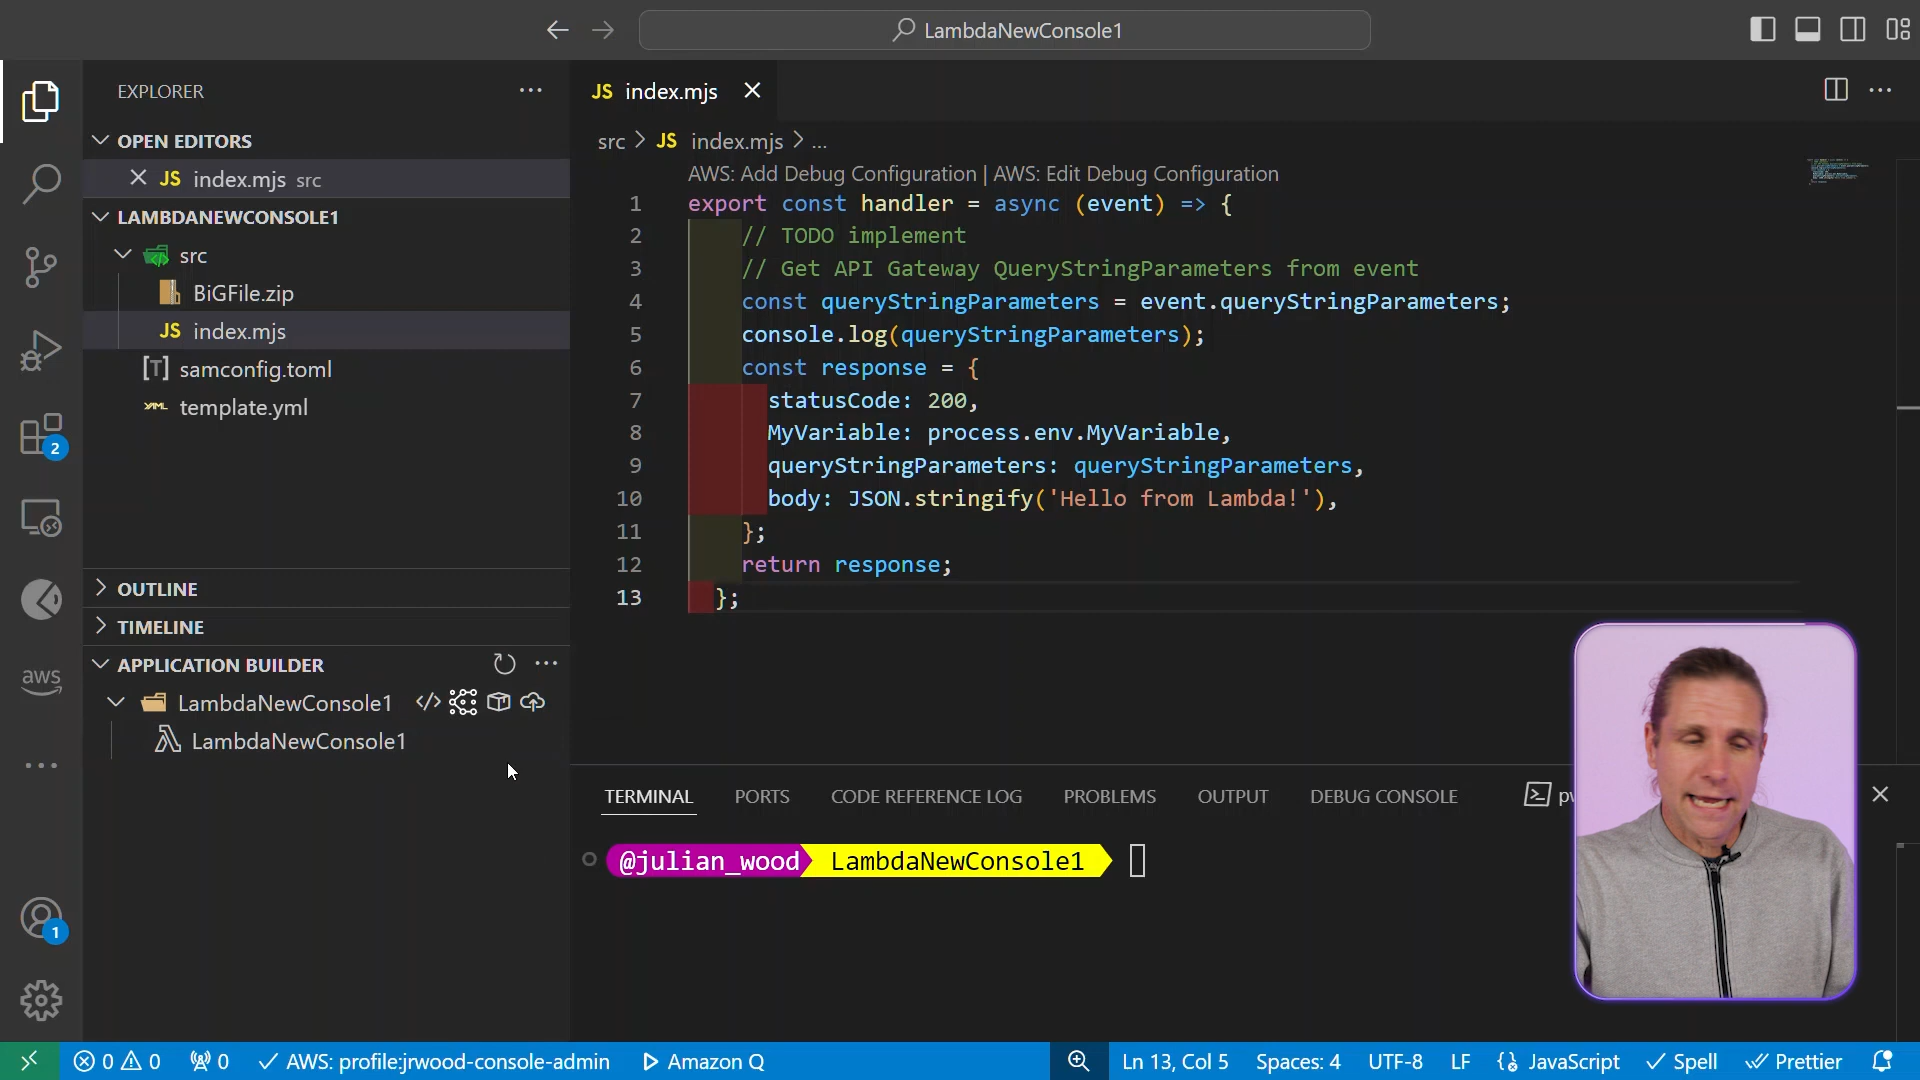 LambdaNewConsole1
EXPLORER
OPEN EDITORS
JS index.mjs src
LAMBDANEWCONSOLE1
src
BiGFile.zip
JS index.mjs
[T] samconfig.toml
YAML template.yml
OUTLINE
TIMELINE
APPLICATION BUILDER
LambdaNewConsole1
LambdaNewConsole1
2
aws
1
JS index.mjs
src > JS index.mjs > ...
AWS: Add Debug Configuration | AWS: Edit Debug Configuration
1 export const handler = async (event) => {
2 // TODO implement
3 // Get API Gateway QueryStringParameters from event
4 const queryStringParameters = event.queryStringParameters;
5 console.log(queryStringParameters);
6 const response = {
7 statusCode: 200,
8 MyVariable: process.env.MyVariable,
9 queryStringParameters: queryStringParameters,
10 body: JSON.stringify('Hello from Lambda!'),
11 };
12 return response;
13 };
TERMINAL PORTS CODE REFERENCE LOG PROBLEMS OUTPUT DEBUG CONSOLE
@julian_wood LambdaNewConsole1
0 0 0 AWS: profile:jrwood-console-admin Amazon Q Ln 13, Col 5 Spaces: 4 UTF-8 LF JavaScript Spell Prettier